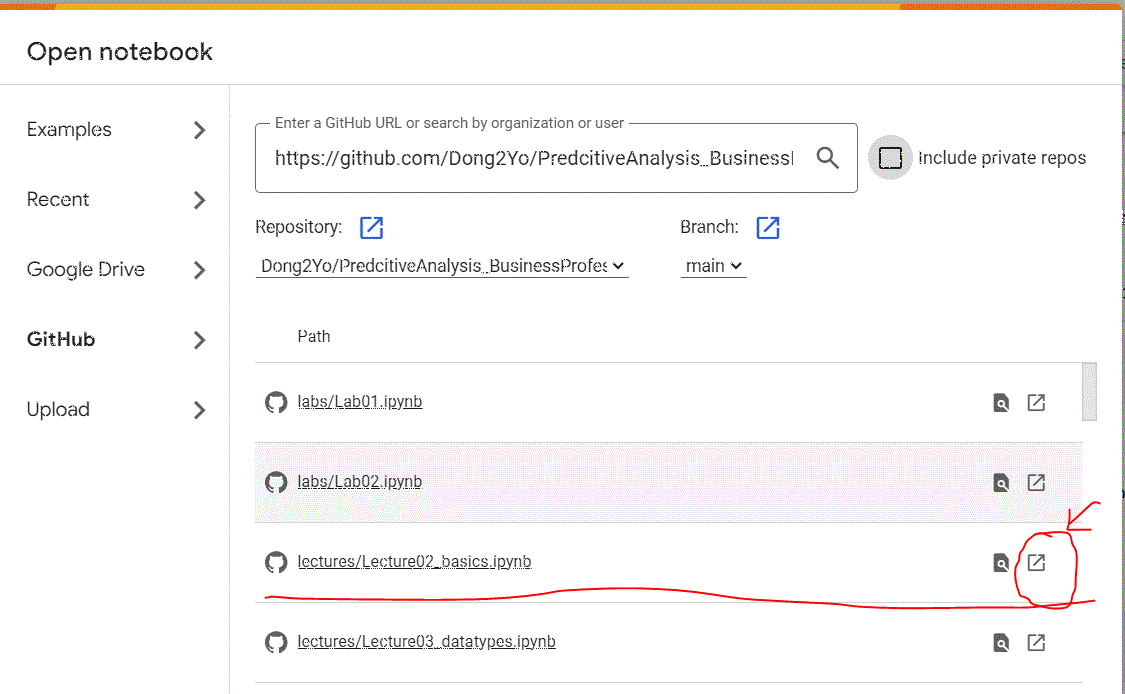 Open notebook
Examples
Recent
Google Drive
GitHub
Upload
Enter a GitHub URL or search by organization or user
https://github.com/Dong2Yo/PredcitiveAnalysis_Business
Include private repos
Repository:
Branch:
Dong2Yo/PredcitiveAnalysis_BusinessProfes
main
Path
labs/Lab01.ipynb
labs/Lab02.ipynb
lectures/Lecture02_basics.ipynb
lectures/Lecture03_datatypes.ipynb